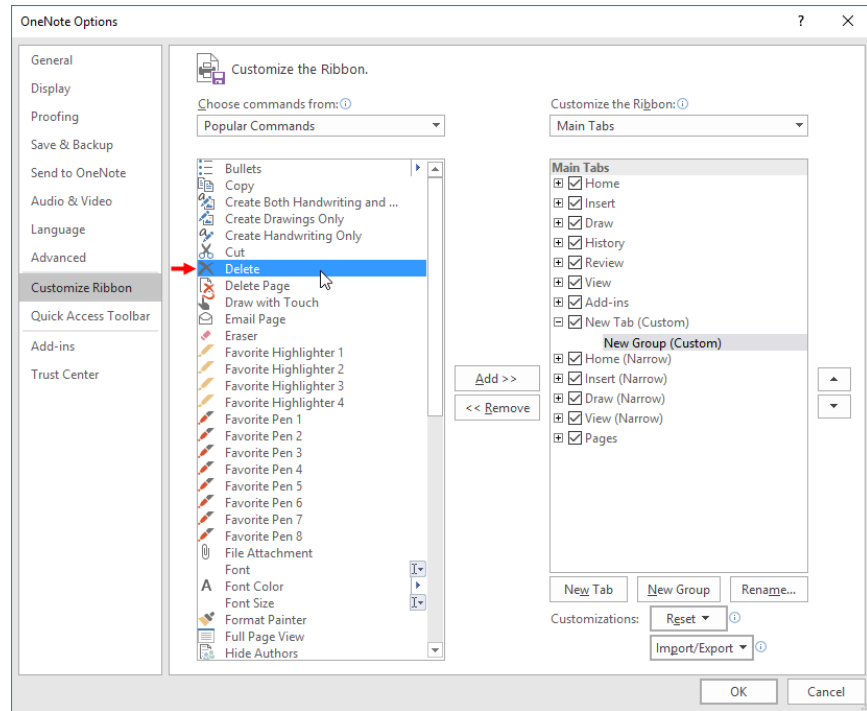 OneNote Options
?
General
Display
Proofing
Save & Backup
Send to OneNote
Audio & Video
Language
Advanced
Customize Ribbon
Quick Access Toolbar
Add-ins
Trust Center
Customize the Ribbon.
Choose commands from:
Popular Commands
Bullets
Copy
Create Both Handwriting and ...
Create Drawings Only
Create Handwriting Only
Cut
Delete
Delete Page
Draw with Touch
Email Page
Eraser
Favorite Highlighter 1
Favorite Highlighter 2
Favorite Highlighter 3
Favorite Highlighter 4
Favorite Pen 1
Favorite Pen 2
Favorite Pen 3
Favorite Pen 4
Favorite Pen 5
Favorite Pen 6
Favorite Pen 7
Favorite Pen 8
File Attachment
Font
Font Color
Font Size
Format Painter
Full Page View
Hide Authors
Add >>
<< Remove
Customize the Ribbon:
Main Tabs
Main Tabs
Home
Insert
Draw
History
Review
View
Add-ins
New Tab (Custom)
New Group (Custom)
Home (Narrow)
Insert (Narrow)
Draw (Narrow)
View (Narrow)
Pages
New Tab New Group Rename...
Customizations: Reset
Import/Export
OK Cancel